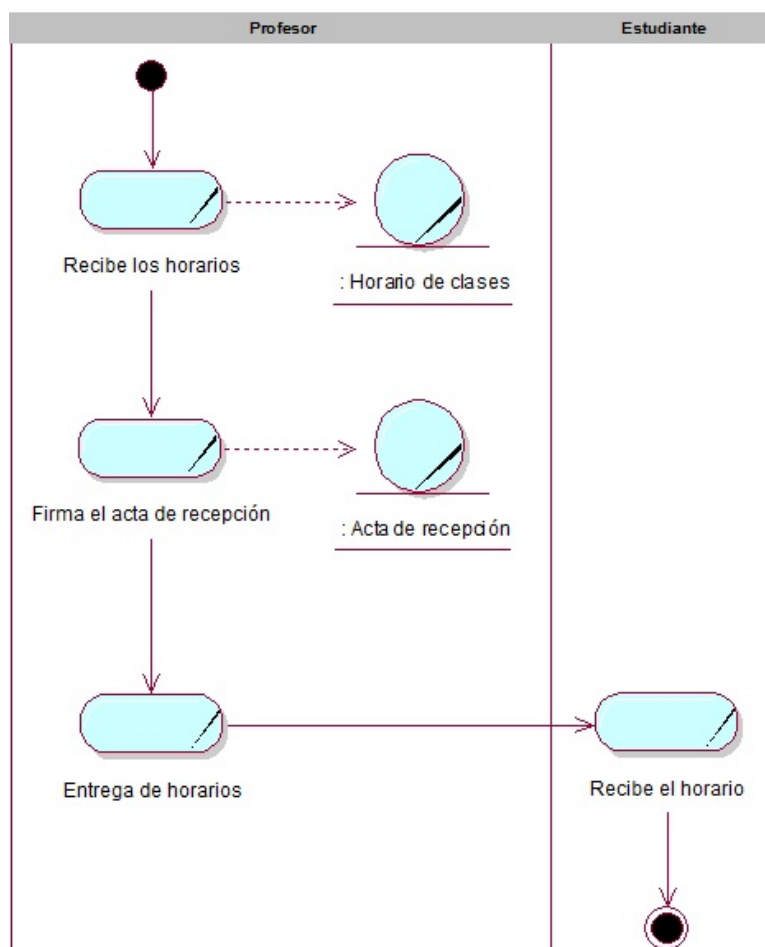 Profesor
Estudiante
Recibe los horarios
: Horario de clases
Firma el acta de recepción
: Acta de recepción
Entrega de horarios
Recibe el horario